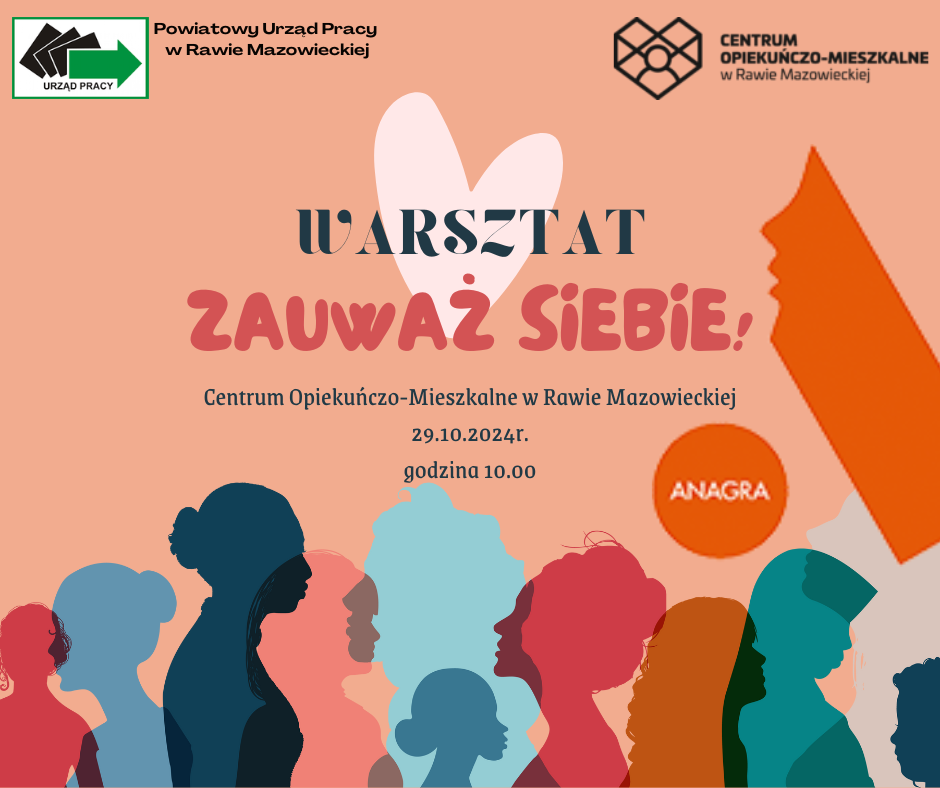 Powiatowy Urząd Pracy
w Rawie Mazowieckiej
URZĄD PRACY
CENTRUM
OPIEKUŃCZO-MIESZKALNE
w Rawie Mazowieckiej
WARSZTAT
ZAUWAŻ SiEBiE!
Centrum Opiekuńczo-Mieszkalne w Rawie Mazowieckiej
29.10.2024r.
godzina 10.00
ANAGRA